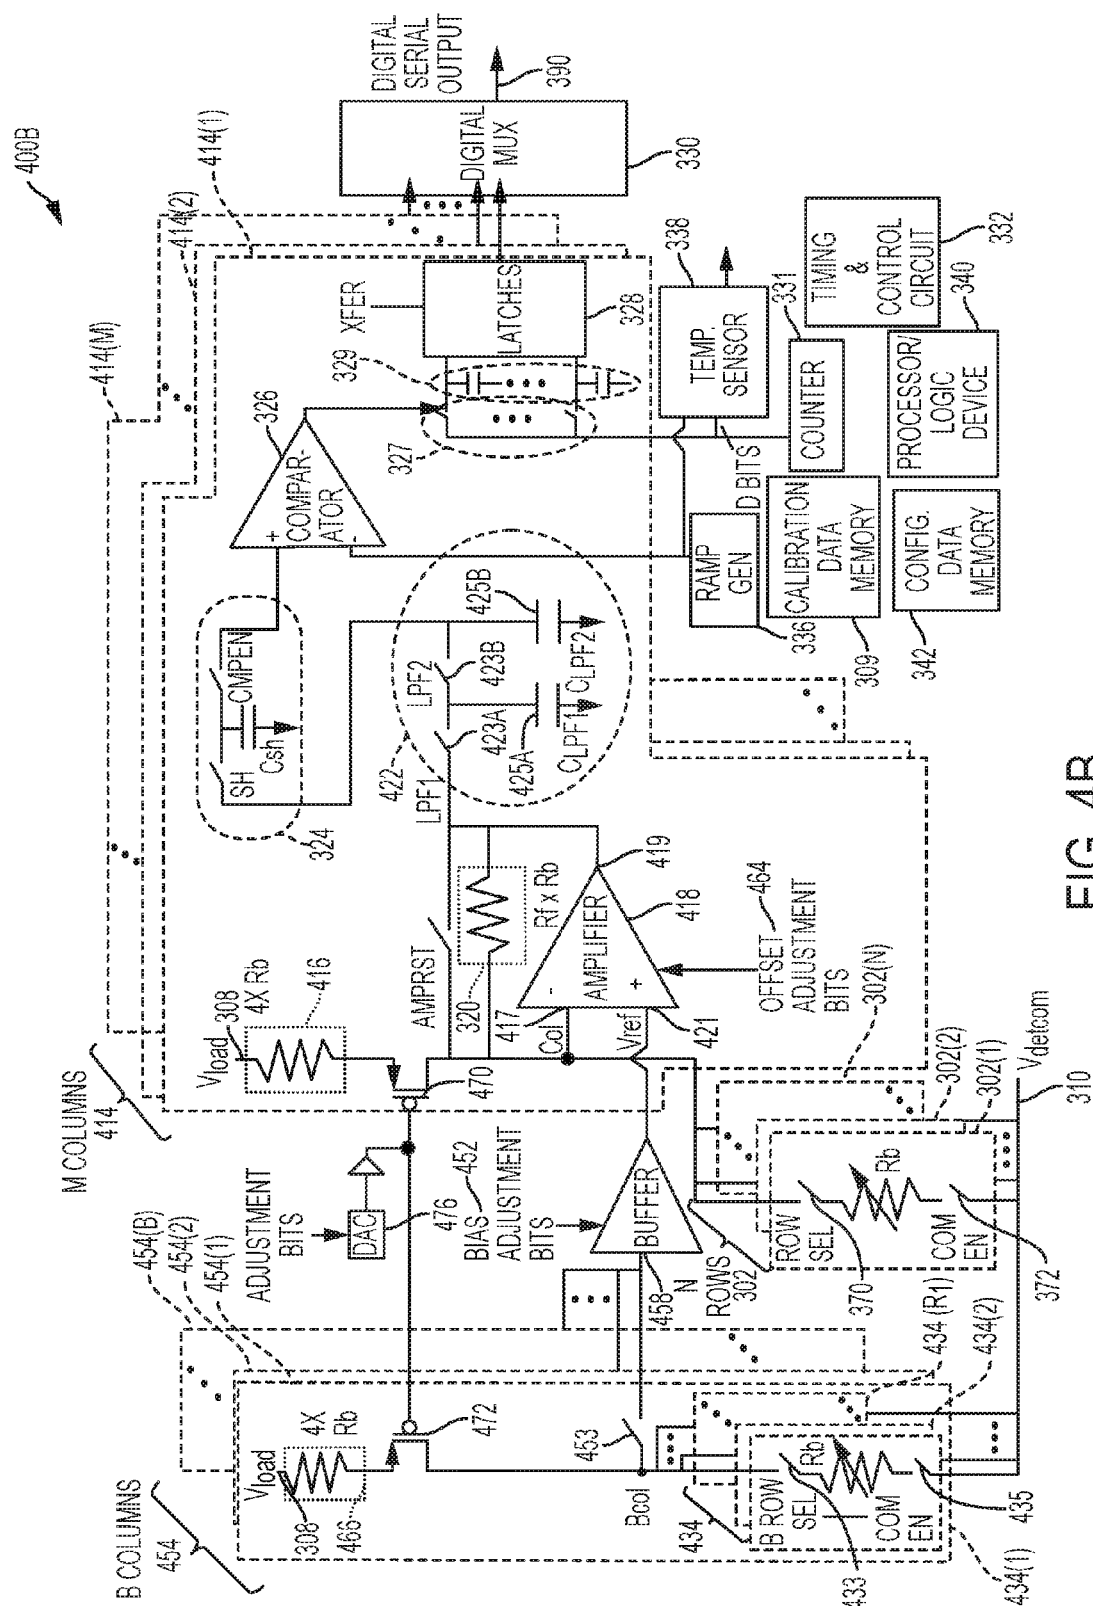 400B
B COLUMNS
454
454(B)
454(2)
454(1)
Vload
308
4X
Rb
466
472
453
Bcol
434
B ROW
SEL
Rb
COM
EN
433
435
434(1)
434(2)
434(R1)
ADJUSTMENT
BITS
DAC
476
BIAS
452
ADJUSTMENT
BITS
BUFFER
458
N
ROWS
302
ROW
SEL
Rb
COM
EN
370
372
310
Vdetcom
302(1)
302(2)
302(N)
M COLUMNS
414
Vload
308
4X Rb
416
470
AMPRST
320
Rf x Rb
Col
417
Vref
421
-
AMPLIFIER
+
419
418
464
OFFSET
ADJUSTMENT
BITS
324
SH
Csh
CMPEN
422
LPF1
LPF2
423A
423B
425A
425B
CLPF1
CLPF2
+
COMPAR-
ATOR
-
326
327
329
XFER
LATCHES
328
414(M)
414(2)
414(1)
DIGITAL
MUX
330
DIGITAL
SERIAL
OUTPUT
390
RAMP
GEN
336
D BITS
TEMP.
SENSOR
338
COUNTER
331
TIMING
&
CONTROL
CIRCUIT
332
CALIBRATION
DATA
MEMORY
309
PROCESSOR/
LOGIC
DEVICE
340
CONFIG.
DATA
MEMORY
342
FIG. 4B